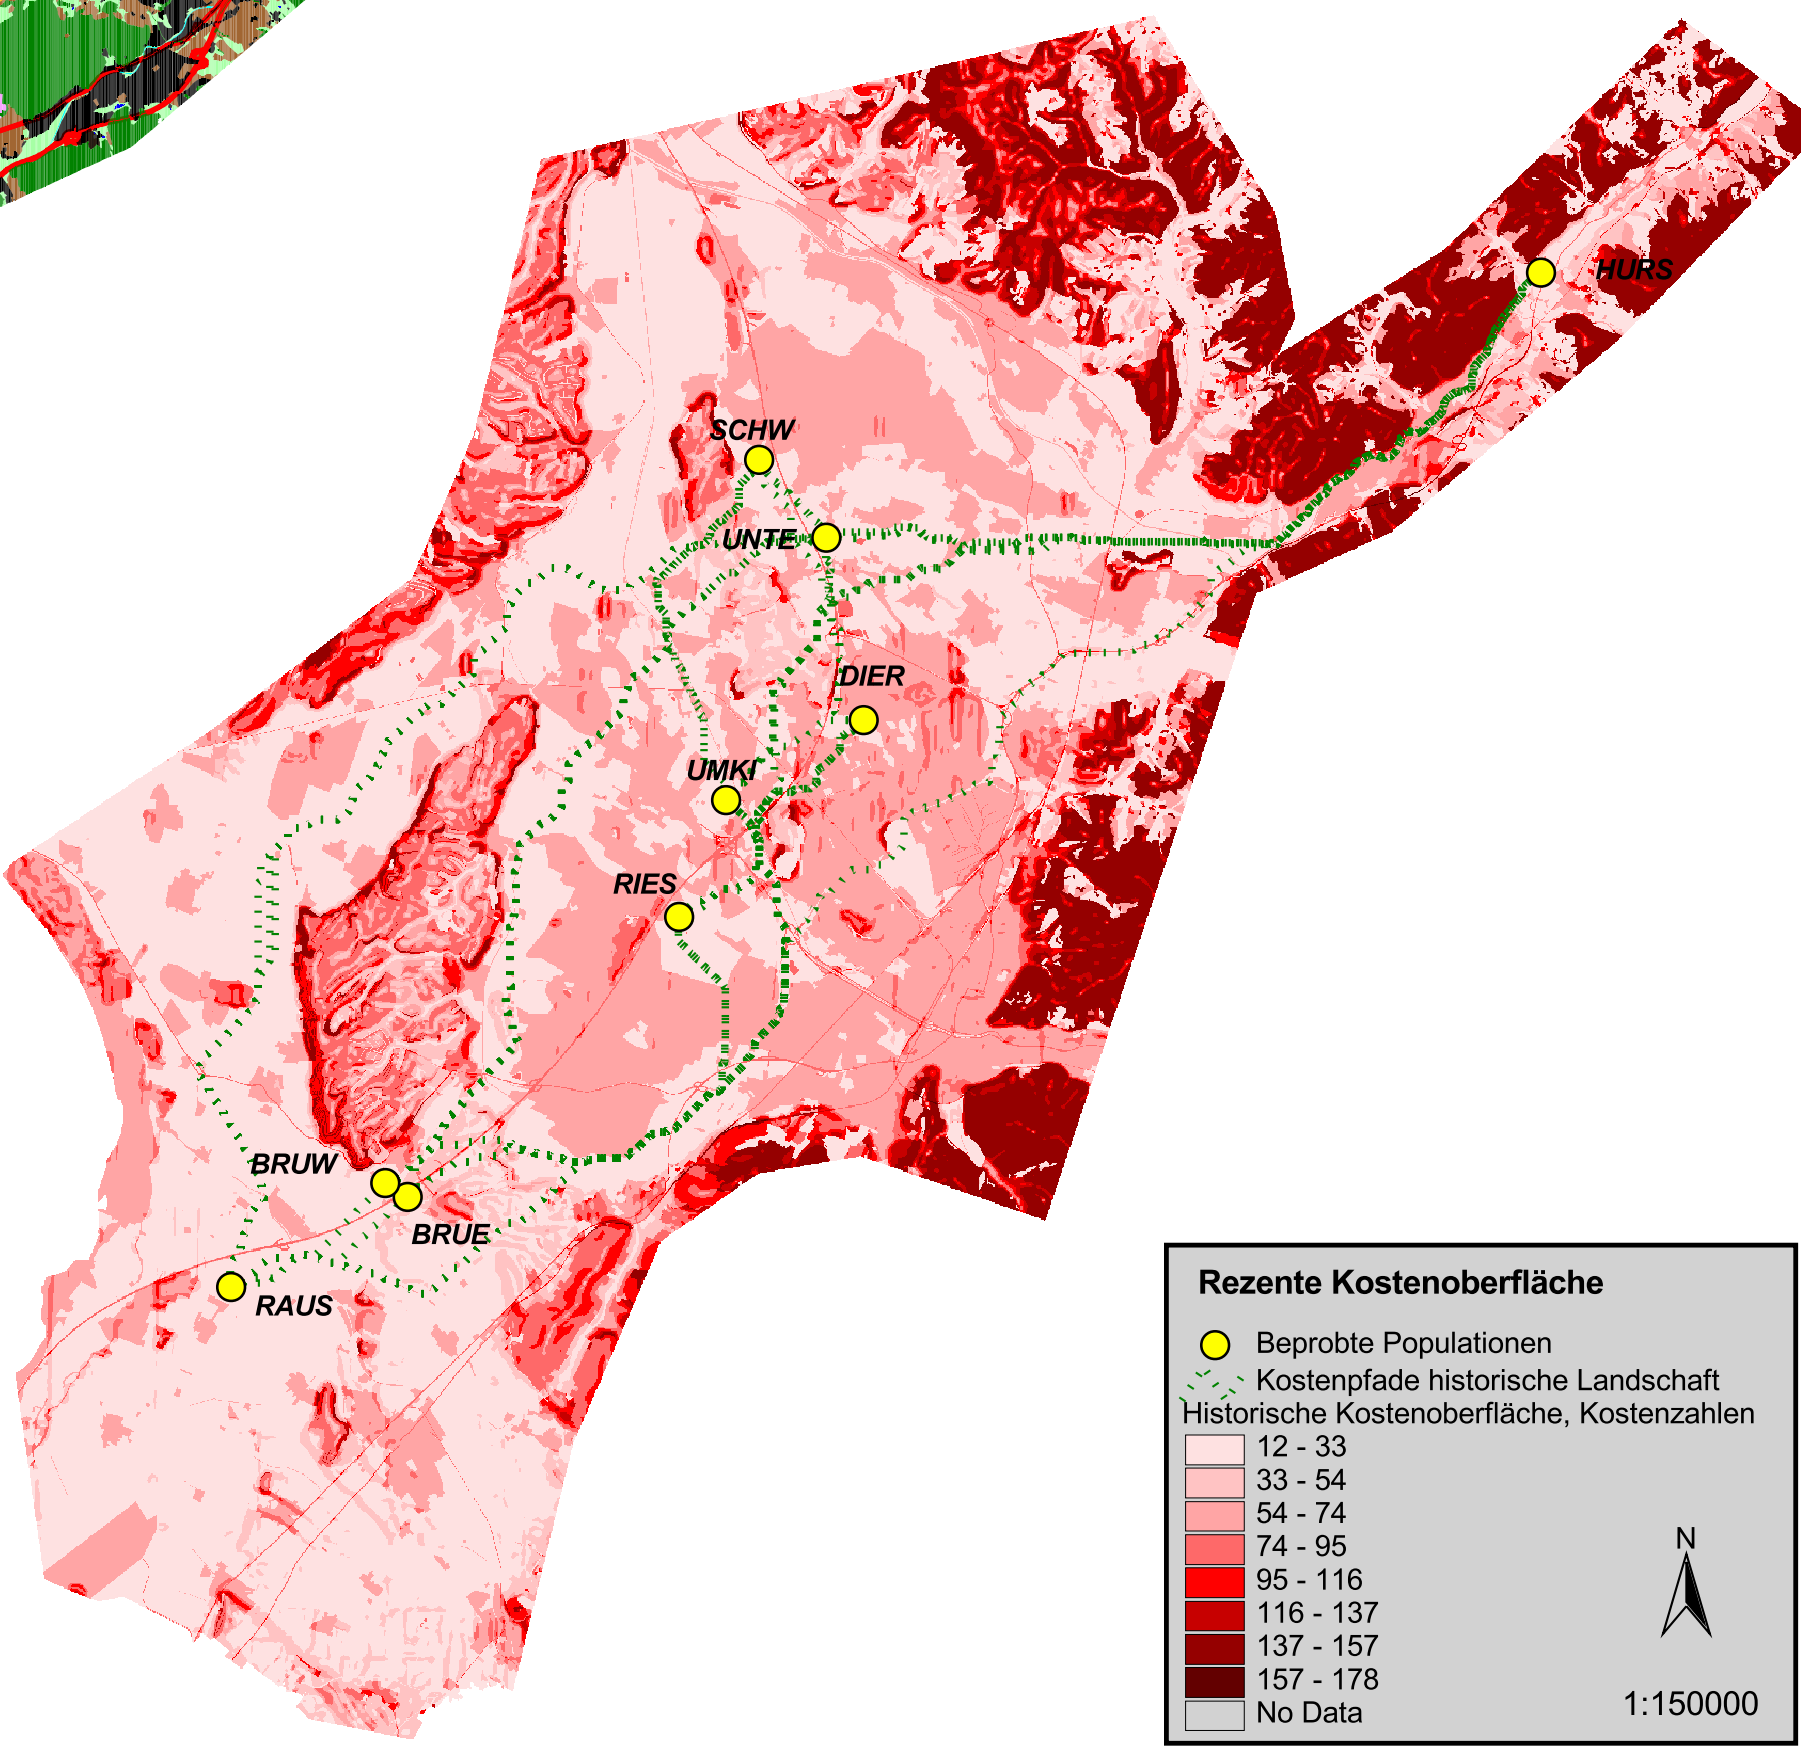 HURS
SCHW
UNTE
DIER
UMKI
RIES
BRUW
BRUE
RAUS
Rezente Kostenoberfläche
Beprobte Populationen
Kostenpfade historische Landschaft
Historische Kostenoberfläche, Kostenzahlen
12 - 33
33 - 54
54 - 74
74 - 95
95 - 116
116 - 137
137 - 157
157 - 178
No Data
N
1:150000